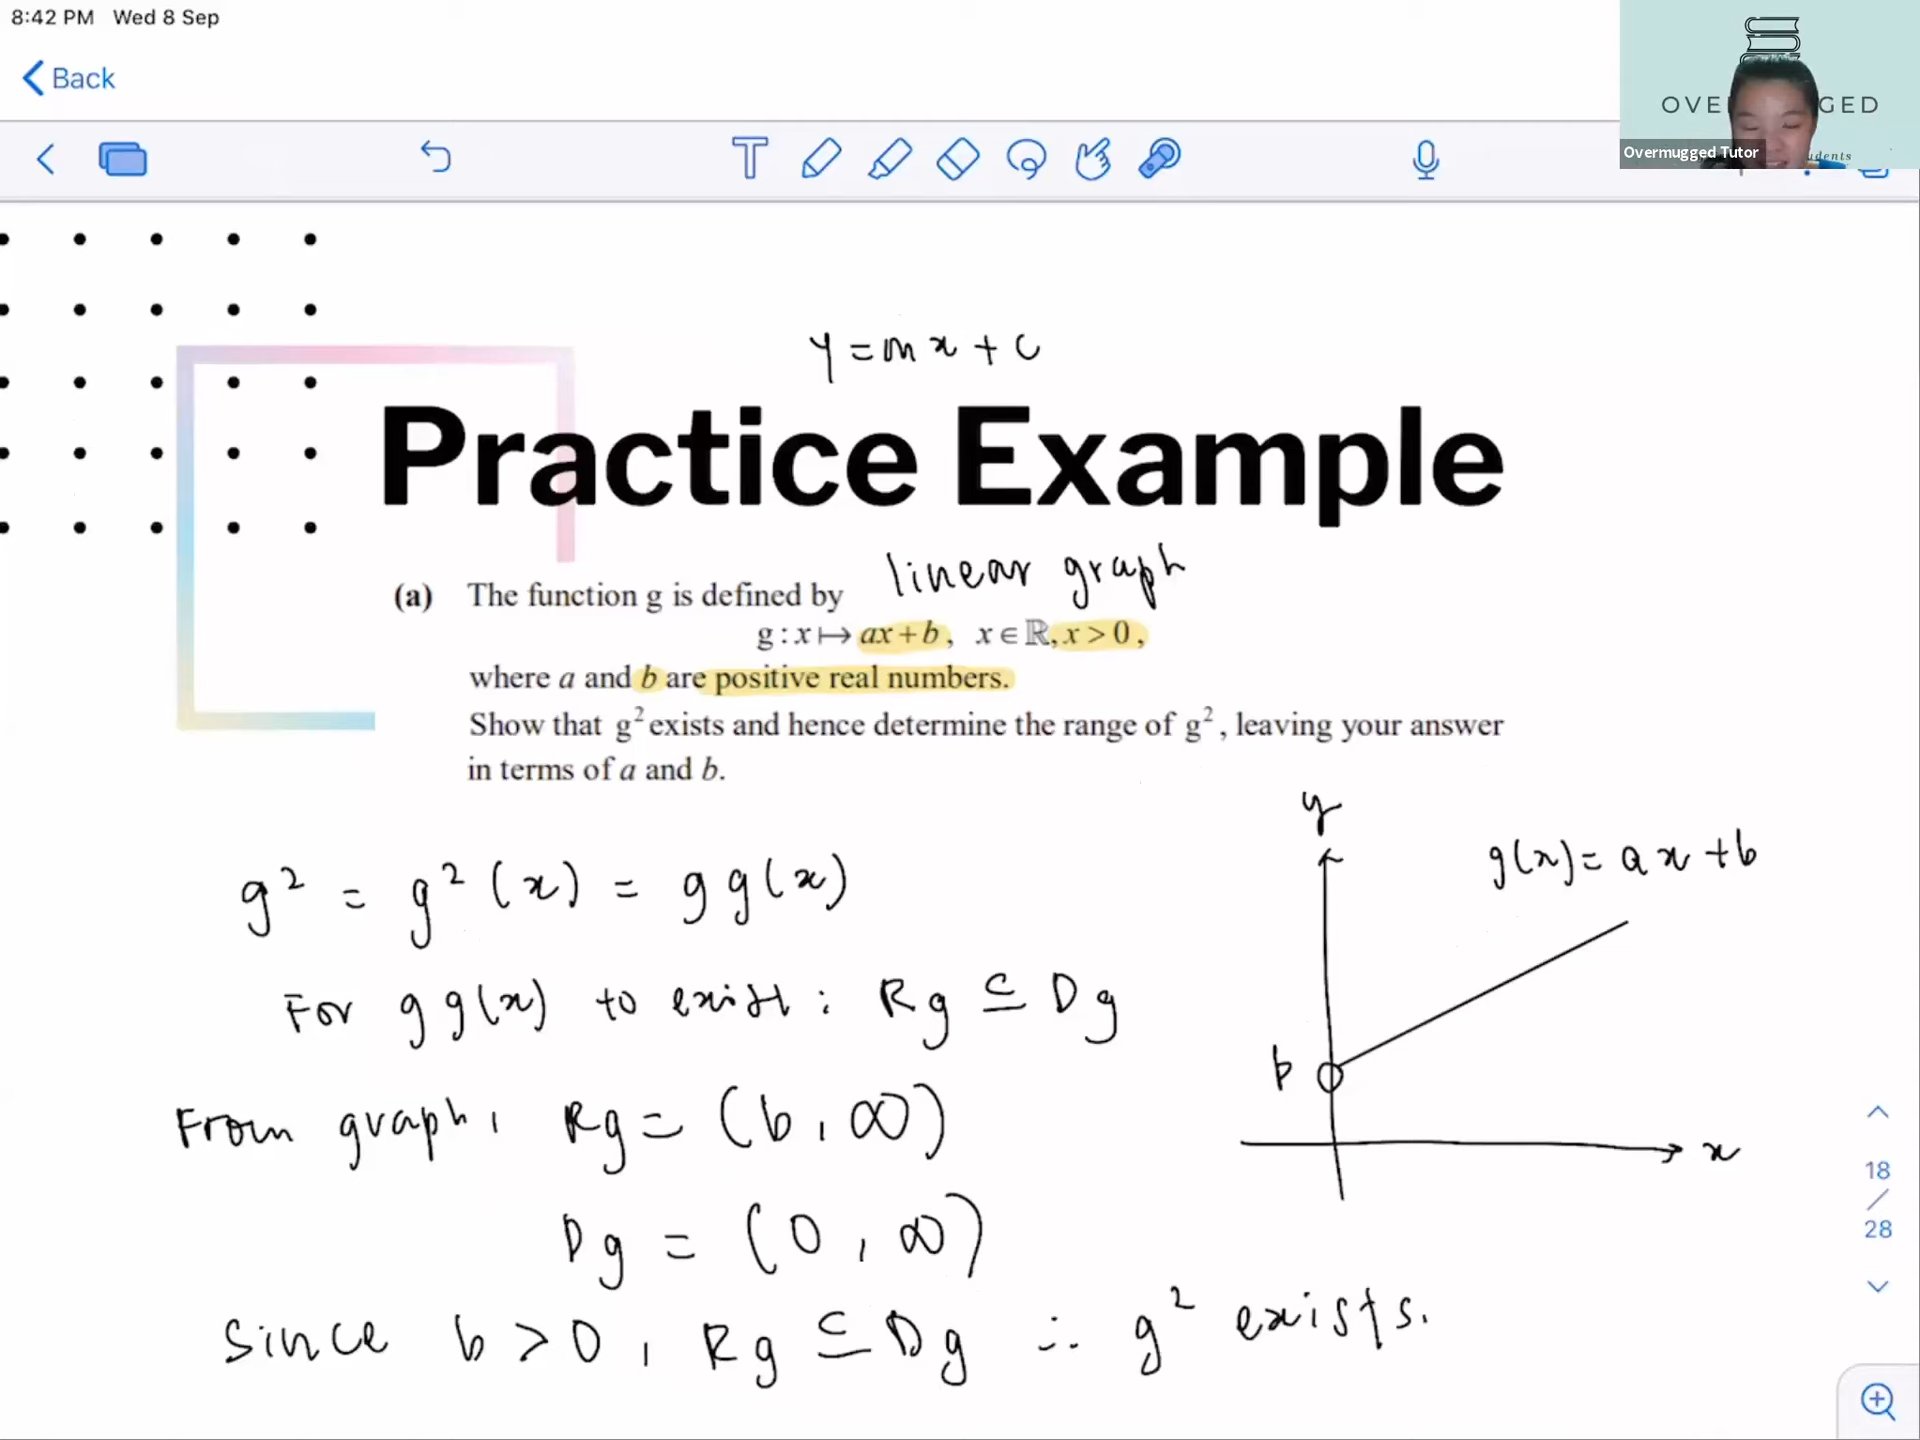 8:42 PM Wed 8 Sep
Back
OVE GED
Overmugged Tutor
udents
y = mx + c
Practice Example
linear graph
(a) The function g is defined by
g : x ↦ ax + b, x ∈ ℝ, x > 0,
where a and b are positive real numbers.
Show that g² exists and hence determine the range of g², leaving your answer
in terms of a and b.
y
g(x) = ax + b
g² = g²(x) = gg(x)
For gg(x) to exist : Rg ⊆ Dg
b
From graph, Rg = (b, ∞)
x
Dg = (0, ∞)
Since b > 0, Rg ⊆ Dg ∴ g² exists.
18
/
28